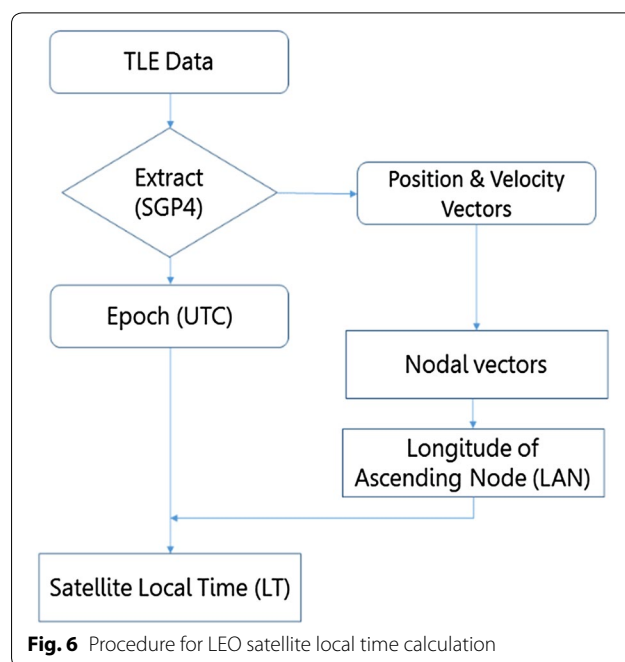 TLE Data
Extract
(SGP4)
Position & Velocity
Vectors
Epoch (UTC)
Nodal vectors
Longitude of
Ascending Node (LAN)
Satellite Local Time (LT)
Fig. 6 Procedure for LEO satellite local time calculation